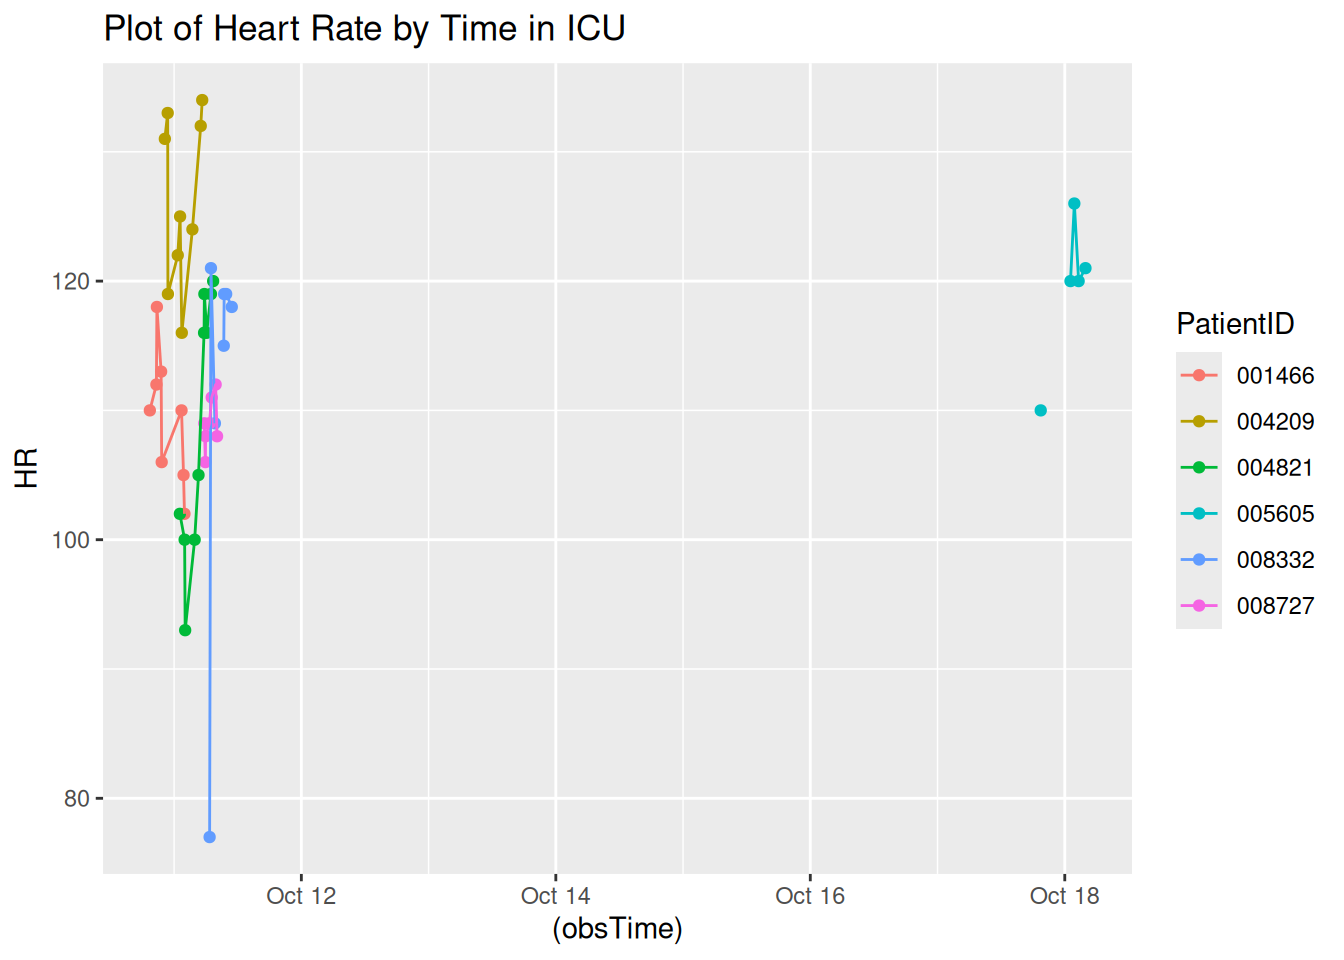 Plot of Heart Rate by Time in ICU
HR
120
100
80
Oct 12
Oct 14
Oct 16
Oct 18
(obsTime)
PatientID
001466
004209
004821
005605
008332
008727